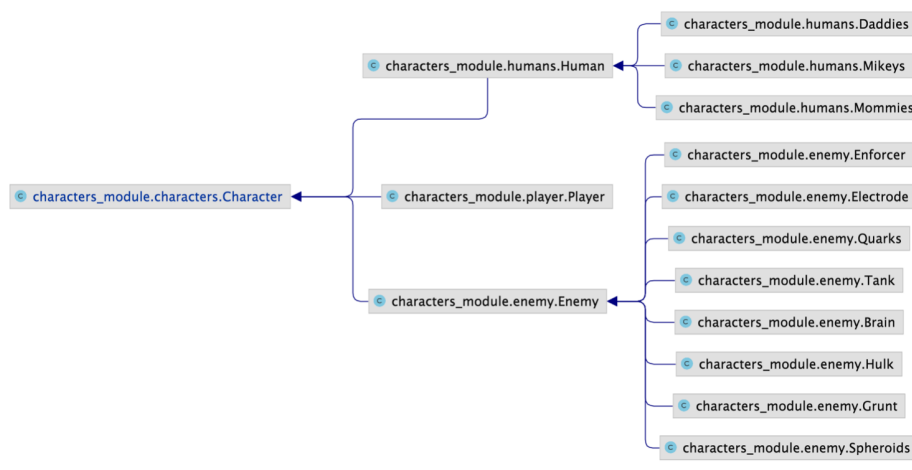 characters_module.humans.Daddies
characters_module.humans.Human
characters_module.humans.Mikeys
characters_module.humans.Mommies
characters_module.enemy.Enforcer
characters_module.characters.Character
characters_module.player.Player
characters_module.enemy.Electrode
characters_module.enemy.Quarks
characters_module.enemy.Tank
characters_module.enemy.Enemy
characters_module.enemy.Brain
characters_module.enemy.Hulk
characters_module.enemy.Grunt
characters_module.enemy.Spheroids